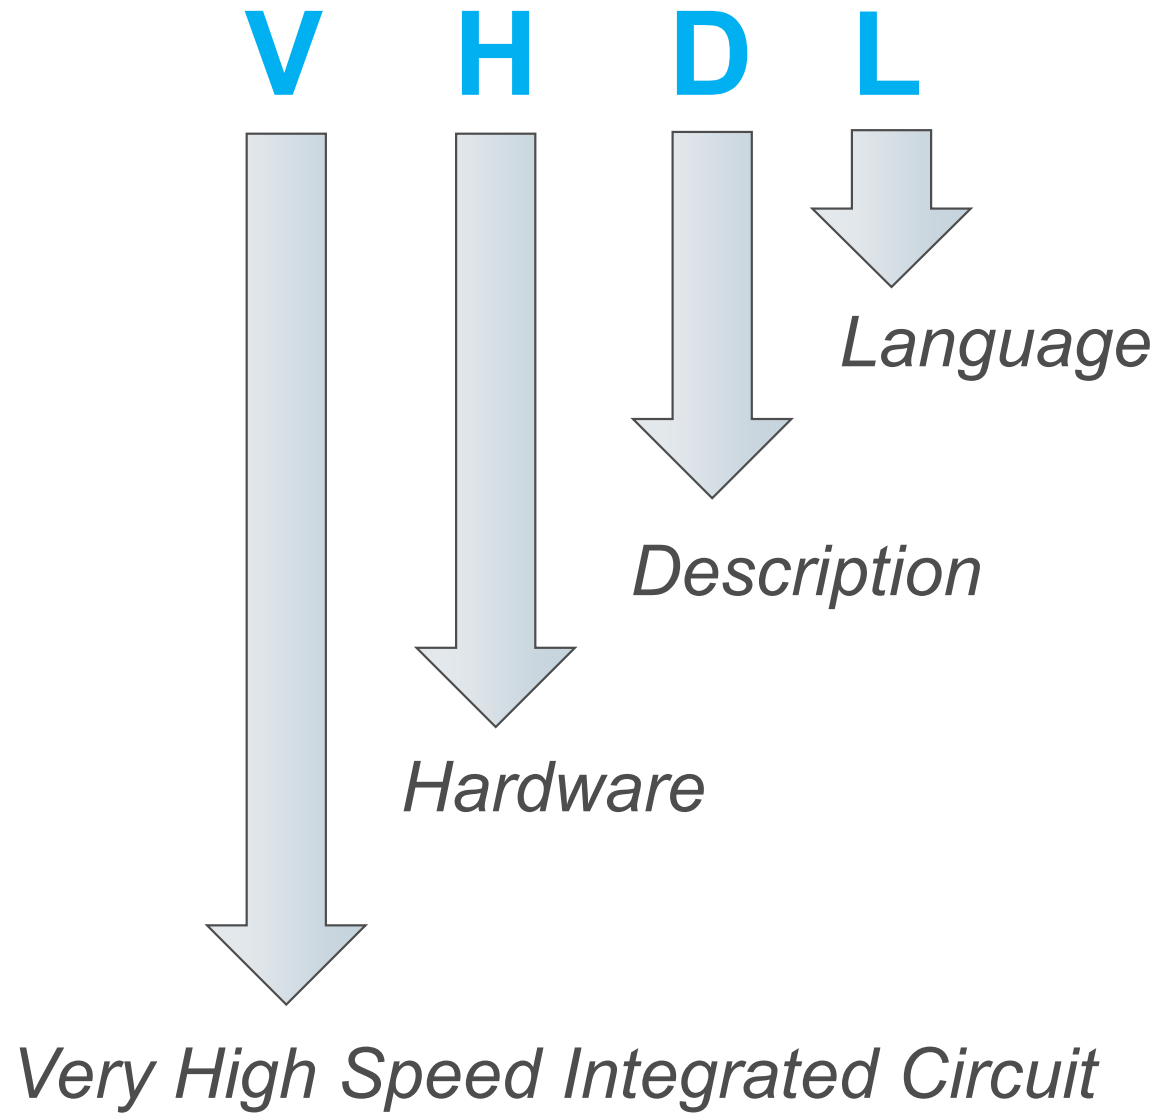 V H D L
Language
Description
Hardware
Very High Speed Integrated Circuit